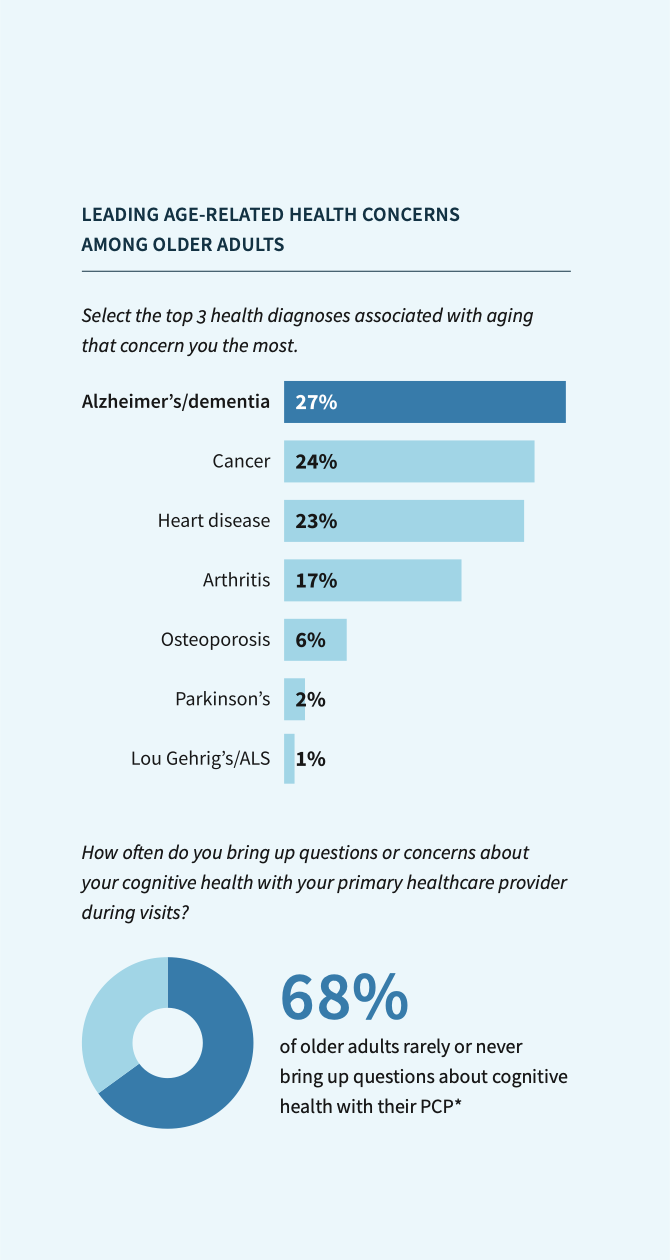 LEADING AGE-RELATED HEALTH CONCERNS
AMONG OLDER ADULTS
Select the top 3 health diagnoses associated with aging
that concern you the most.
Alzheimer’s/dementia 27%
Cancer 24%
Heart disease 23%
Arthritis 17%
Osteoporosis 6%
Parkinson’s 2%
Lou Gehrig’s/ALS 1%
How often do you bring up questions or concerns about
your cognitive health with your primary healthcare provider
during visits?
68%
of older adults rarely or never
bring up questions about cognitive
health with their PCP*